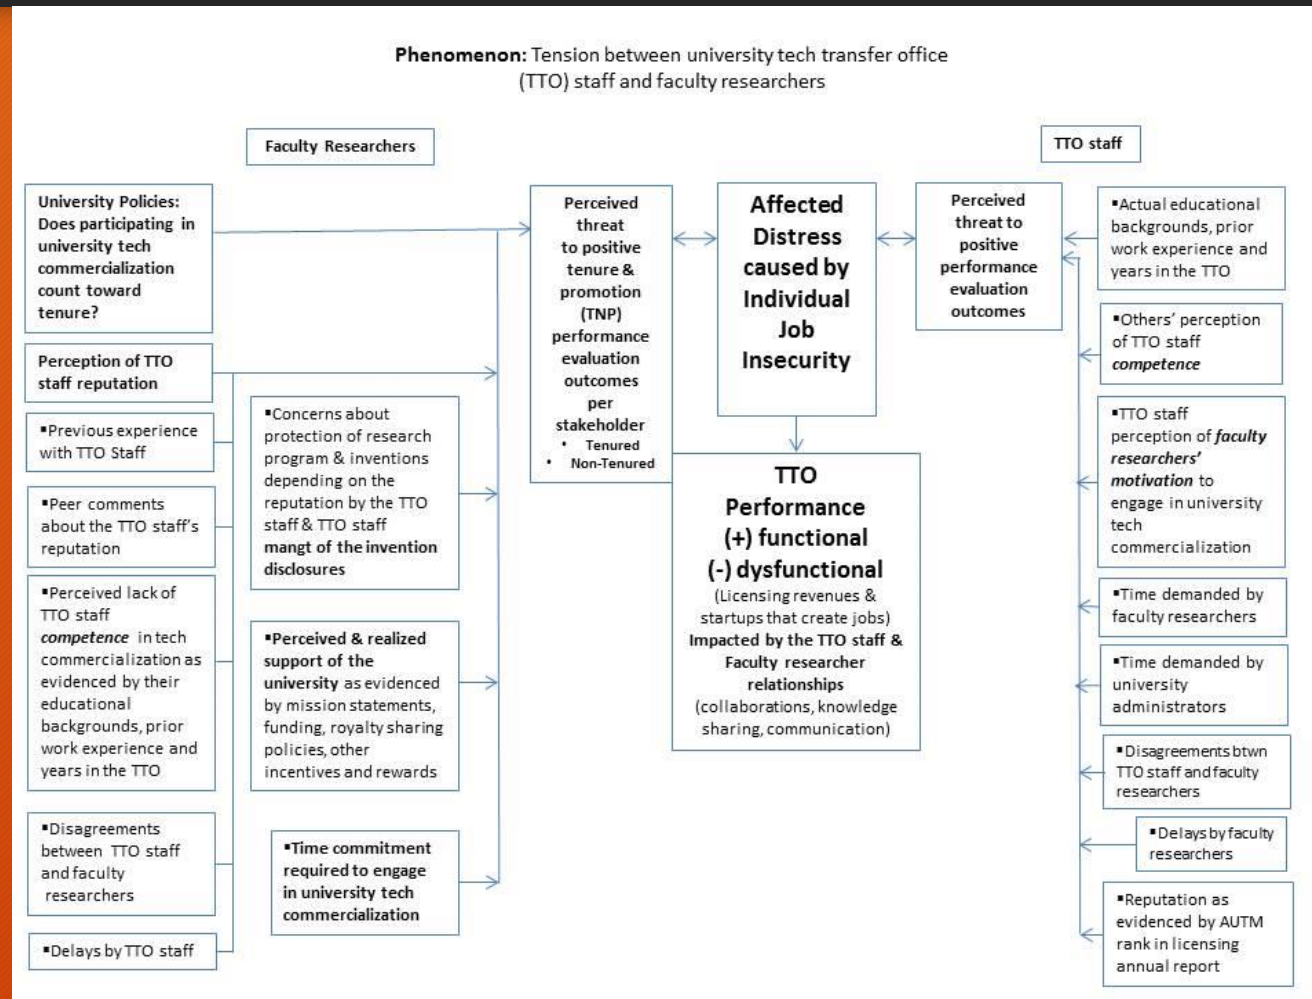 Phenomenon: Tension between university tech transfer office
(TTO) staff and faculty researchers
Faculty Researchers
TTO staff
University Policies:
Does participating in
university tech
commercialization
count toward
tenure?
Perception of TTO
staff reputation
▪Previous experience
with TTO Staff
▪Peer comments
about the TTO staff's
reputation
▪Perceived lack of
TTO staff
competence in tech
commercialization as
evidenced by their
educational
backgrounds, prior
work experience and
years in the TTO
▪Disagreements
between TTO staff
and faculty
researchers
▪Delays by TTO staff
▪Concerns about
protection of research
program & inventions
depending on the
reputation by the TTO
staff & TTO staff
mangt of the invention
disclosures
▪Perceived & realized
support of the
university as evidenced
by mission statements,
funding, royalty sharing
policies, other
incentives and rewards
▪Time commitment
required to engage
in university tech
commercialization
Perceived
threat
to positive
tenure &
promotion
(TNP)
performance
evaluation
outcomes
per
stakeholder
• Tenured
• Non-Tenured
Affected
Distress
caused by
Individual
Job
Insecurity
TTO
Performance
(+) functional
(-) dysfunctional
(Licensing revenues &
startups that create jobs)
Impacted by the TTO staff &
Faculty researcher
relationships
(collaborations, knowledge
sharing, communication)
Perceived
threat to
positive
performance
evaluation
outcomes
▪Actual educational
backgrounds, prior
work experience and
years in the TTO
▪Others' perception
of TTO staff
competence
▪TTO staff
perception of faculty
researchers'
motivation to
engage in university
tech
commercialization
▪Time demanded by
faculty researchers
▪Time demanded by
university
administrators
▪Disagreements btwn
TTO staff and faculty
researchers
▪Delays by faculty
researchers
▪Reputation as
evidenced by AUTM
rank in licensing
annual report